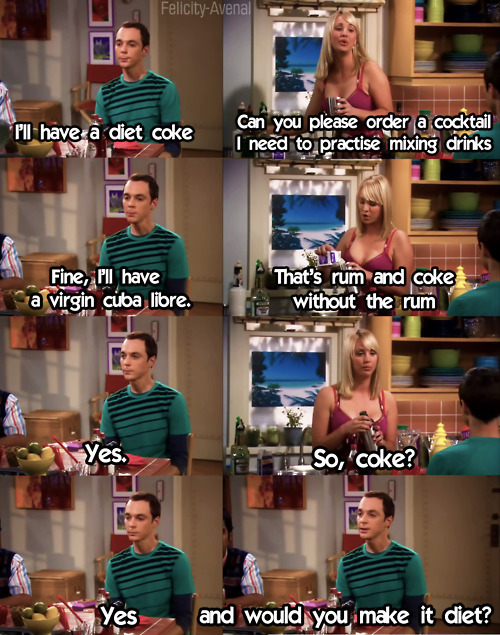 Felicity-Avenal
I'll have a diet coke
Can you please order a cocktail
I need to practise mixing drinks
Fine, I'll have
a virgin cuba libre.
That's rum and coke
without the rum
Yes.
So, coke?
Yes
and would you make it diet?